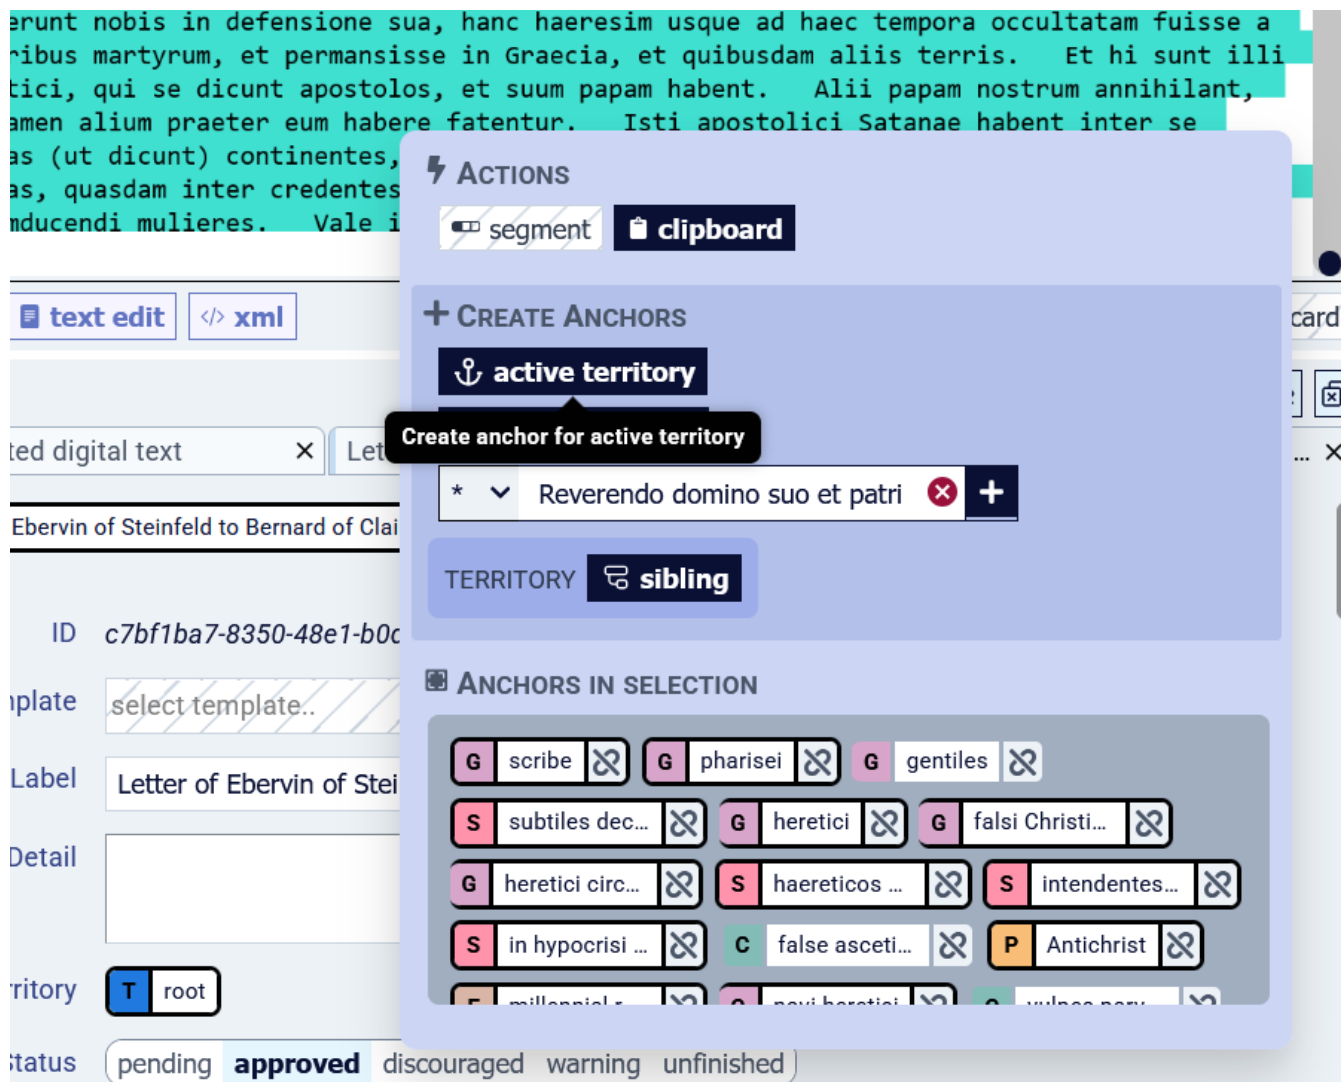 erunt nobis in defensione sua, hanc haeresim usque ad haec tempora occultatam fuisse a
ribus martyrum, et permansisse in Graecia, et quibusdam aliis terris. Et hi sunt illi
tici, qui se dicunt apostolos, et suum papam habent. Alii papam nostrum annihilant,
amen alium praeter eum habere fatentur. Isti apostolici Satanae habent inter se
as (ut dicunt) continentes,
as, quasdam inter credentes
nducendi mulieres. Vale i
ACTIONS
segment clipboard
text edit </> xml
CREATE ANCHORS
card
active territory
Create anchor for active territory
ted digital text × Let
... ×
* Reverendo domino suo et patri +
Ebervin of Steinfeld to Bernard of Clai
TERRITORY sibling
ID c7bf1ba7-8350-48e1-b0
ANCHORS IN SELECTION
plate select template..
G scribe G pharisei G gentiles
Label Letter of Ebervin of Stei
S subtiles dec... G heretici G falsi Christi...
Detail
G heretici circ... S haereticos ... S intendentes...
S in hypocrisi ... C false asceti... P Antichrist
ritory T root
novi heretici
status pending approved discouraged warning unfinished